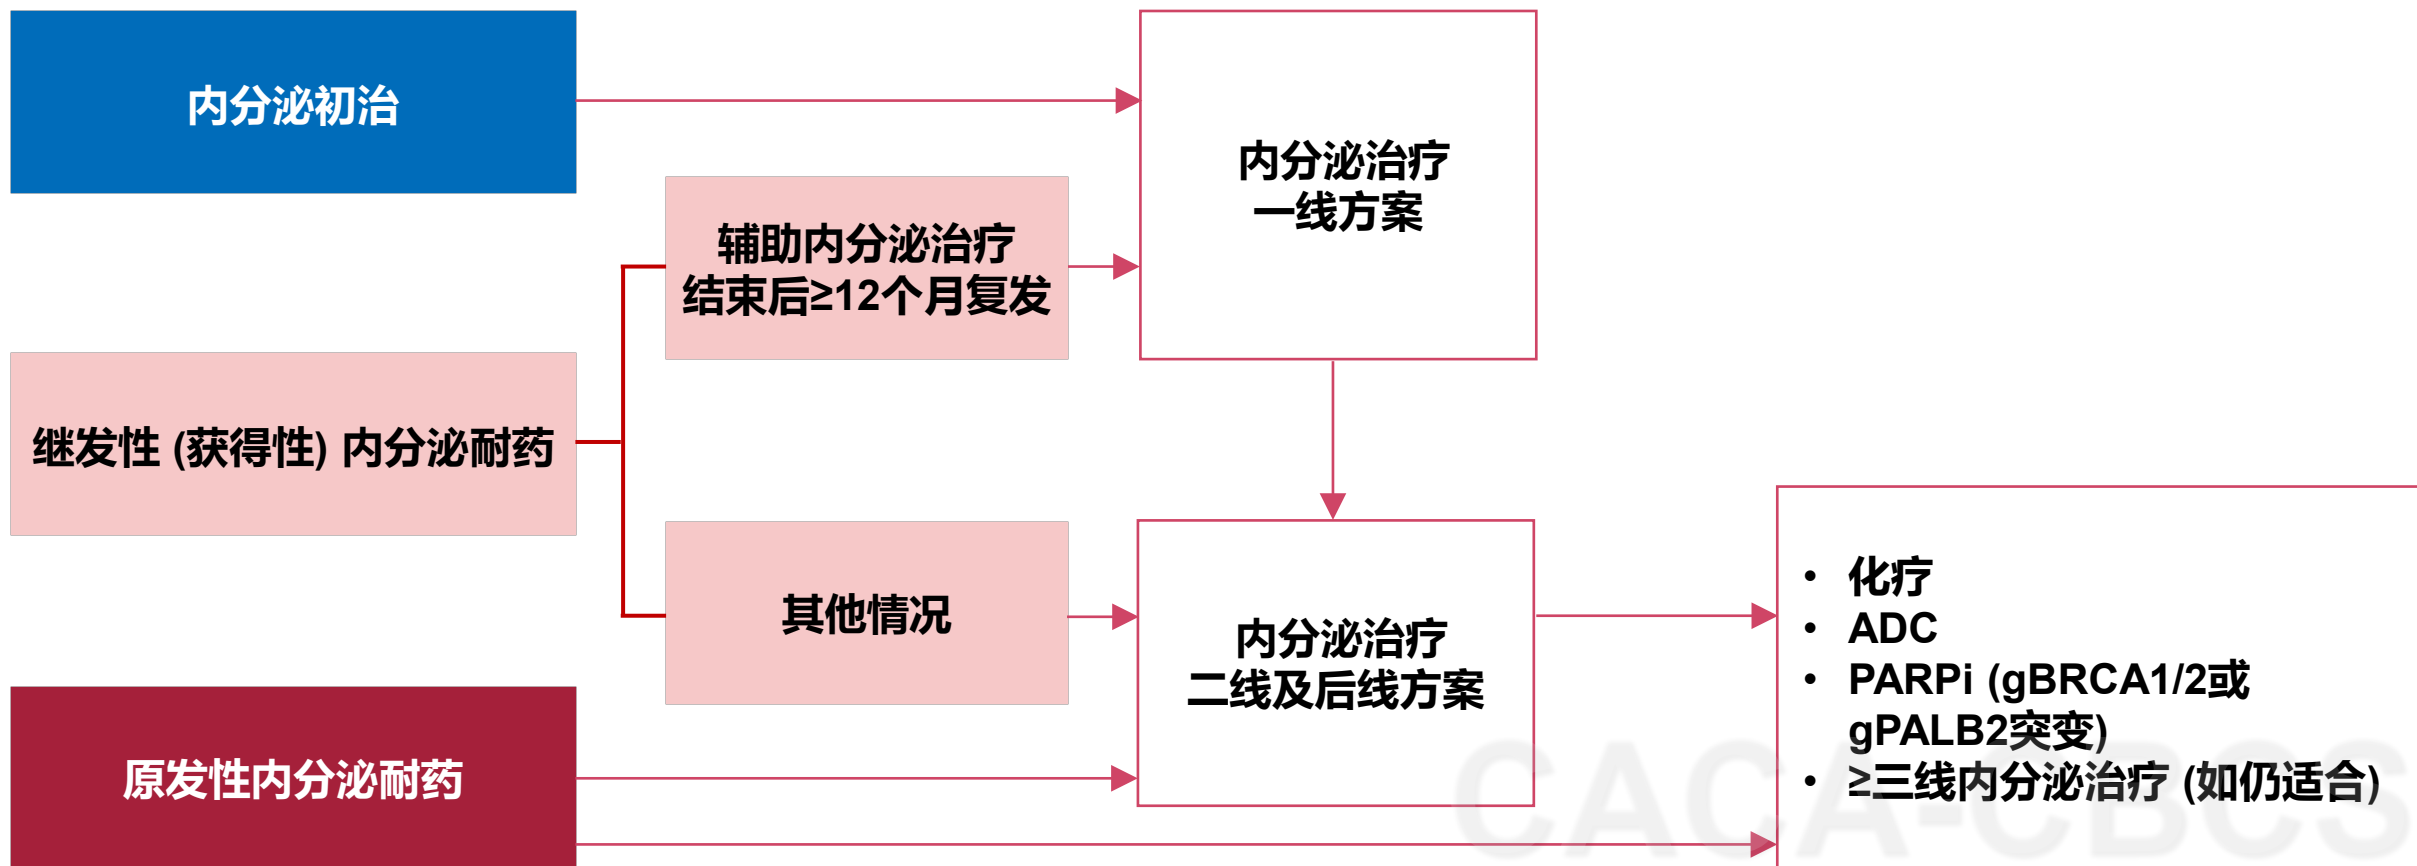 内分泌初治
内分泌治疗
一线方案
辅助内分泌治疗
结束后≥12个月复发
继发性 (获得性) 内分泌耐药
其他情况
内分泌治疗
二线及后线方案
原发性内分泌耐药
• 化疗
• ADC
• PARPi (gBRCA1/2或
gPALB2突变)
• ≥三线内分泌治疗 (如仍适合)
CACA-CBCS